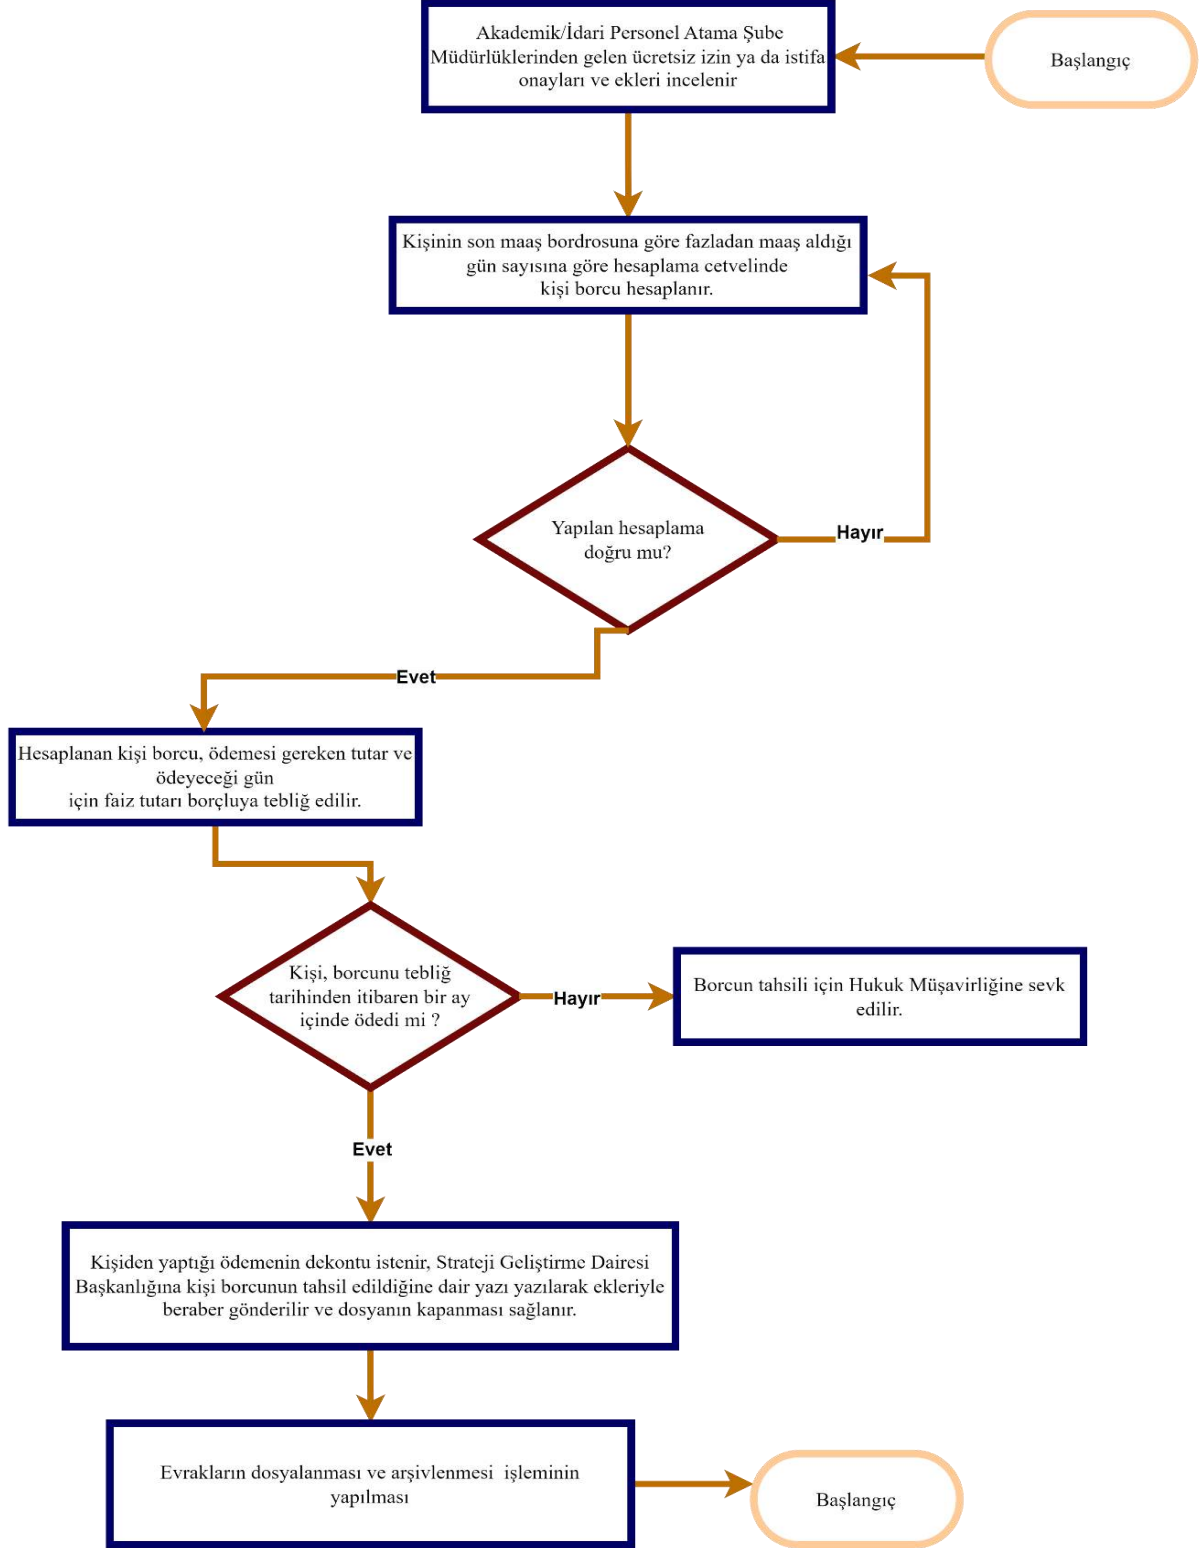 Akademik/İdari Personel Atama Şube
Müdürlüklerinden gelen ücretsiz izin ya da istifa
onayları ve ekleri incelenir
Başlangıç
Kişinin son maaş bordrosuna göre fazladan maaş aldığı
gün sayısına göre hesaplama cetvelinde
kişi borcu hesaplanır.
Yapılan hesaplama
doğru mu?
Hayır
Evet
Hesaplanan kişi borcu, ödemesi gereken tutar ve
ödeyeceği gün
için faiz tutarı borçluya tebliğ edilir.
Kişi, borcunu tebliğ
tarihinden itibaren bir ay
içinde ödedi mi ?
Hayır
Borcun tahsili için Hukuk Müşavirliğine sevk
edilir.
Evet
Kişiden yaptığı ödemenin dekontu istenir, Strateji Geliştirme Dairesi
Başkanlığına kişi borcunun tahsil edildiğine dair yazı yazılarak ekleriyle
beraber gönderilir ve dosyanın kapanması sağlanır.
Evrakların dosyalanması ve arşivlenmesi  işleminin
yapılması
Başlangıç